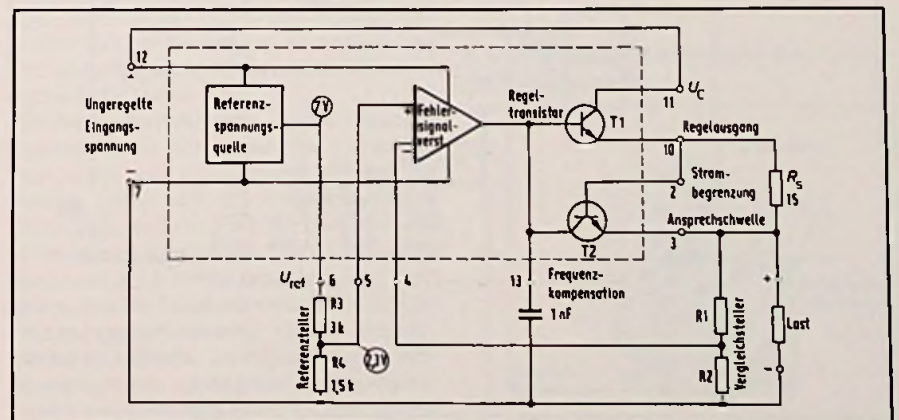 12
Ungeregelte
Eingangs-
spannung
7
Referenz-
spannungs-
quelle
7V
+
Fehler-
signal-
verst.
−
Regel-
transistor
T1
11
U_C
Regelausgang
10
Strom-
begrenzung
2
R_S
15
Ansprechschwelle
3
T2
U_ref
6
5
4
13
Frequenz-
kompensation
1 nF
Referenzteiler
R3
3k
R4
1,5k
2,3V
R1
R2
Vergleichsteiler
+
Last
-